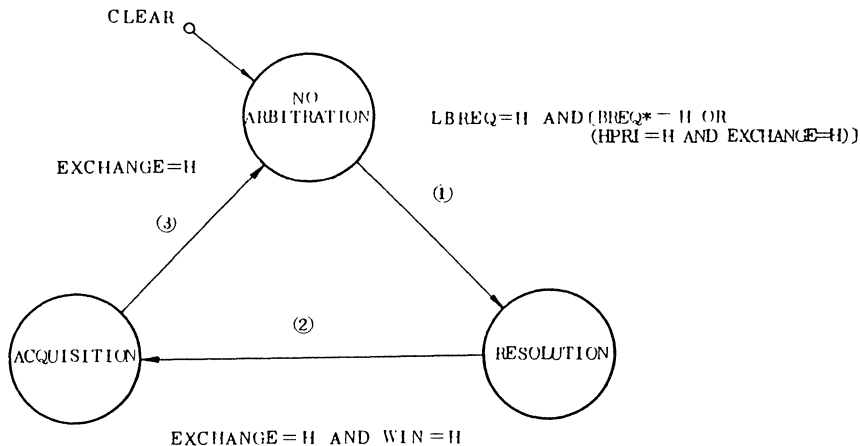 CLEAR
NO
ARBITRATION
LBREQ=H AND {BREQ*=H OR
(HPRI=H AND EXCHANGE=H)}
EXCHANGE=H
①
③
②
ACQUISITION
RESOLUTION
EXCHANGE=H AND WIN=H